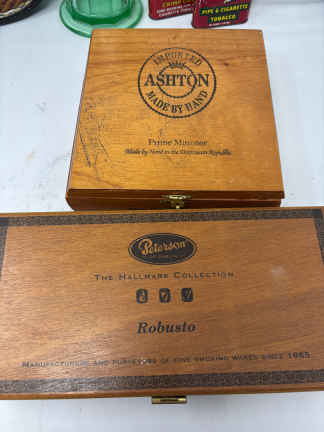 PIPE & CIGARETTE
TOBACCO
IMPORTED
ASHTON
MADE BY HAND
Prime Minister
Made by Hand in the Dominican Republic
Peterson
THE HALLMARK COLLECTION
Robusto
MANUFACTURERS AND PURVEYORS OF FINE SMOKING WARES SINCE 1865